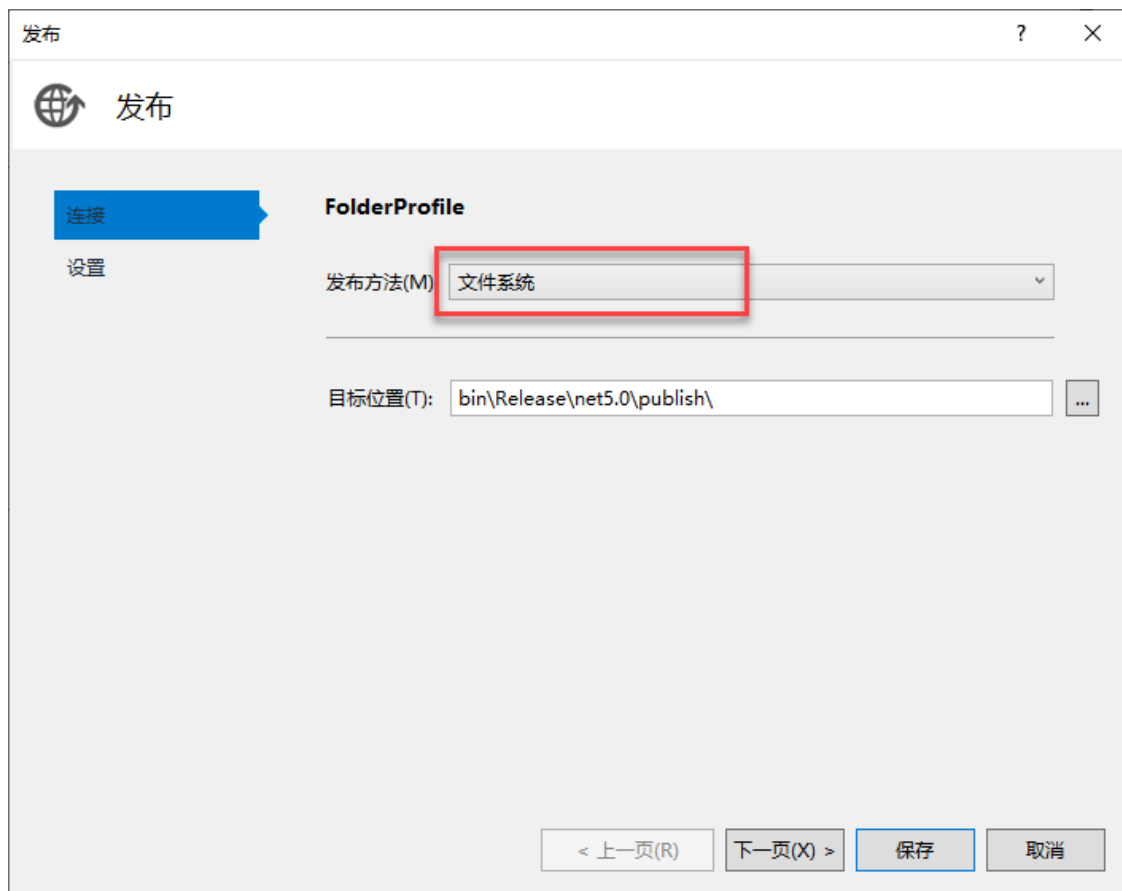 发布
?
发布
连接
设置
FolderProfile
发布方法(M)
文件系统
目标位置(T):
bin\Release\net5.0\publish\
...
< 上一页(R)
下一页(X) >
保存
取消